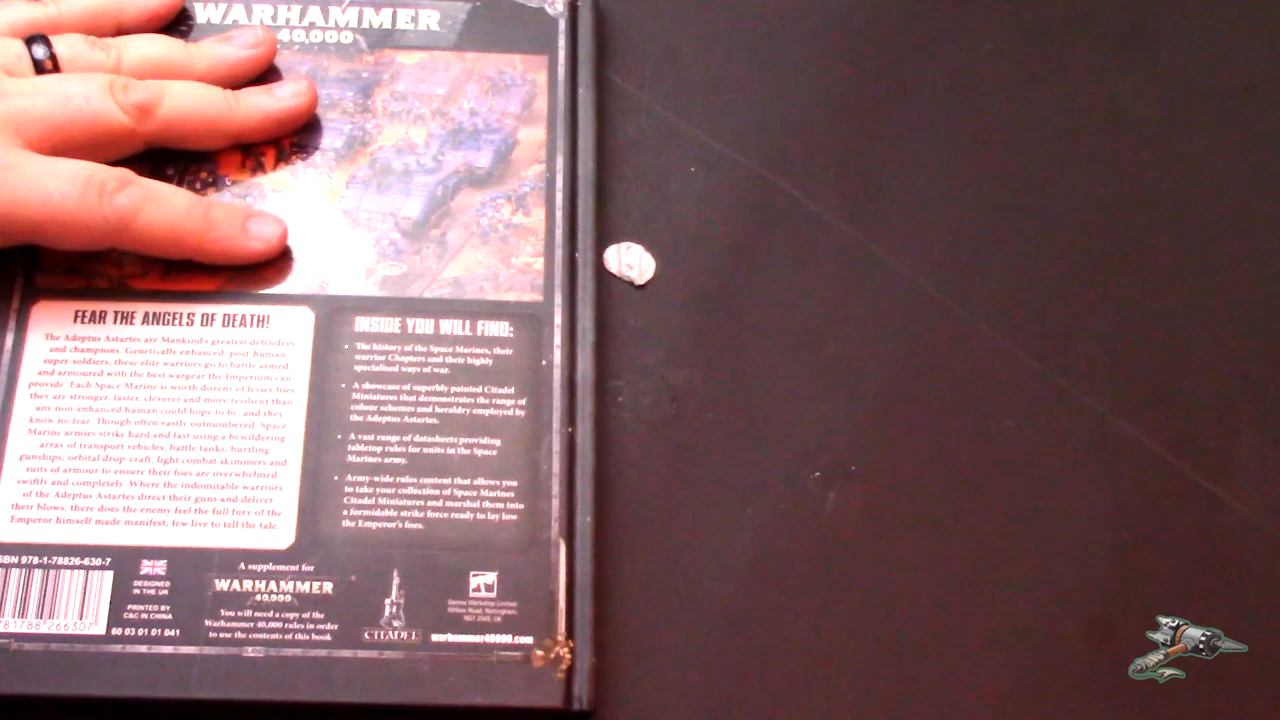 WARHAMMER
40,000
FEAR THE ANGELS OF DEATH!
The Adeptus Astartes are Mankind's greatest defenders
and champions. Genetically enhanced, post-human
super-soldiers, these elite warriors go to battle armed
and armoured with the best wargear the Imperium can
provide. Each Space Marine is worth dozens of lesser foes,
they are stronger, faster, cleverer and more resilient than
any non-enhanced human could hope to be, and they
know no fear. Though often vastly outnumbered, Space
Marine armies strike hard and fast using a bewildering
array of transport vehicles, battle tanks, hurtling
gunships, orbital drop-craft, light combat skimmers and
suits of armour to ensure their foes are overwhelmed
swiftly and completely. Where the indomitable warriors
of the Adeptus Astartes direct their guns and deliver
their blows, there does the enemy feel the full fury of the
Emperor himself made manifest; few live to tell the tale.
INSIDE YOU WILL FIND:
• The history of the Space Marines, their
warrior Chapters and their highly
specialised ways of war.
• A showcase of superbly painted Citadel
Miniatures that demonstrates the range of
colour schemes and heraldry employed by
the Adeptus Astartes.
• A vast range of datasheets providing
tabletop rules for units in the Space
Marines army.
• Army-wide rules content that allows you
to take your collection of Space Marines
Citadel Miniatures and marshal them into
a formidable strike force ready to lay low
the Emperor's foes.
SBN 978-1-78826-630-7
781788 266307
DESIGNED
IN THE UK
PRINTED BY
C&C IN CHINA
60 03 01 01 041
A supplement for
WARHAMMER
40,000
You will need a copy of the
Warhammer 40,000 rules in order
to use the contents of this book
CITADEL
Games Workshop Limited,
Willow Road, Nottingham,
NG7 2WS, UK
warhammer40000.com